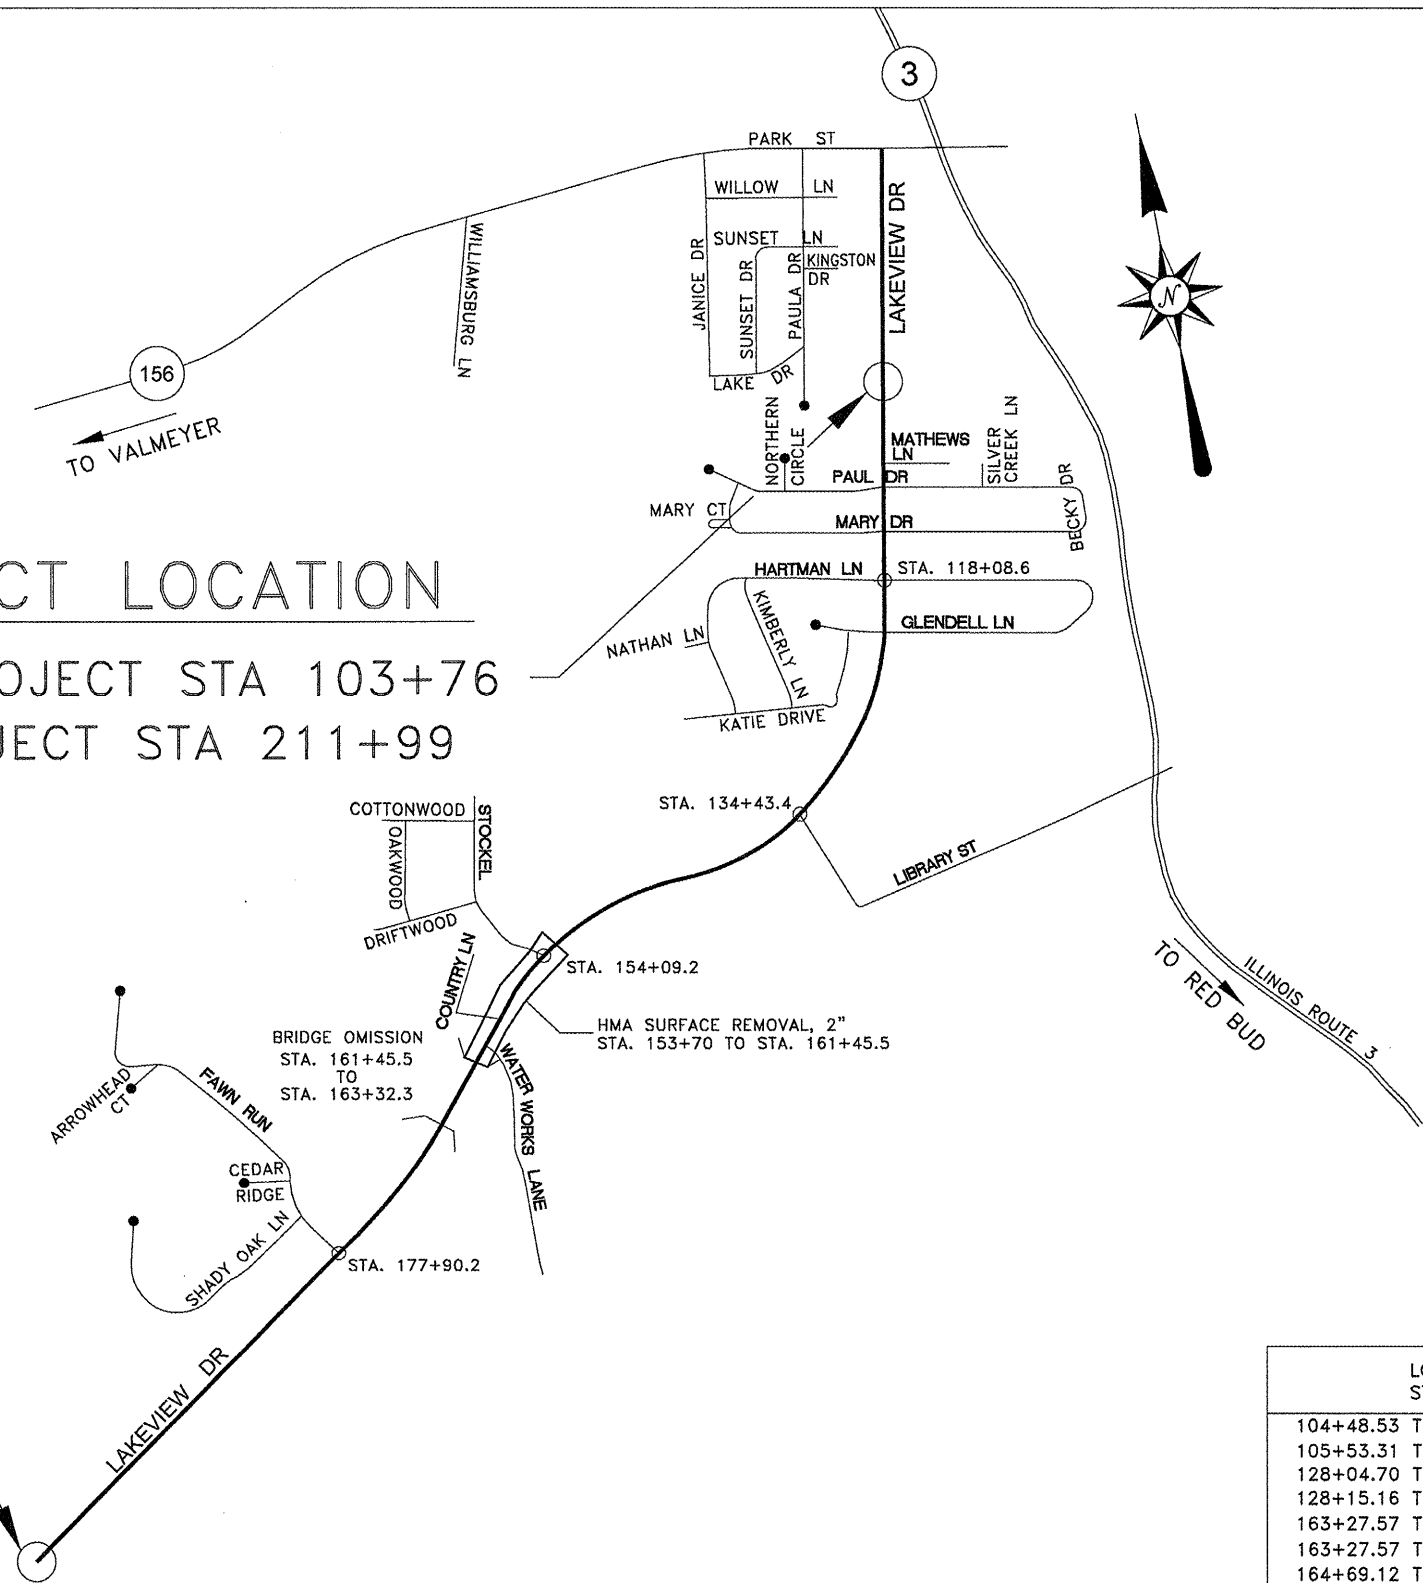 3
PARK ST
WILLOW LN
LAKEVIEW DR
WILLIAMSBURG LN
JANICE DR
SUNSET LN
SUNSET DR
PAULA DR
KINGSTON
DR
N
156
LAKE DR
TO VALMEYER
NORTHERN
CIRCLE
MATHEWS
LN
SILVER
CREEK LN
PAUL DR
BECKY DR
MARY CT
MARY DR
CT LOCATION
HARTMAN LN
STA. 118+08.6
KIMBERLY LN
GLENDELL LN
NATHAN LN
OJECT STA 103+76
KATIE DRIVE
JECT STA 211+99
STA. 134+43.4
COTTONWOOD
STOCKEL
OAKWOOD
LIBRARY ST
DRIFTWOOD
COUNTRY LN
STA. 154+09.2
TO RED BUD
ILLINOIS ROUTE 3
HMA SURFACE REMOVAL, 2"
STA. 153+70 TO STA. 161+45.5
BRIDGE OMISSION
STA. 161+45.5
TO
STA. 163+32.3
WATER WORKS LANE
ARROWHEAD
CT
FAWN RUN
CEDAR
RIDGE
SHADY OAK LN
STA. 177+90.2
LAKEVIEW DR
104+48.53 T
105+53.31 T
128+04.70 T
128+15.16 T
163+27.57 T
163+27.57 T
164+69.12 T